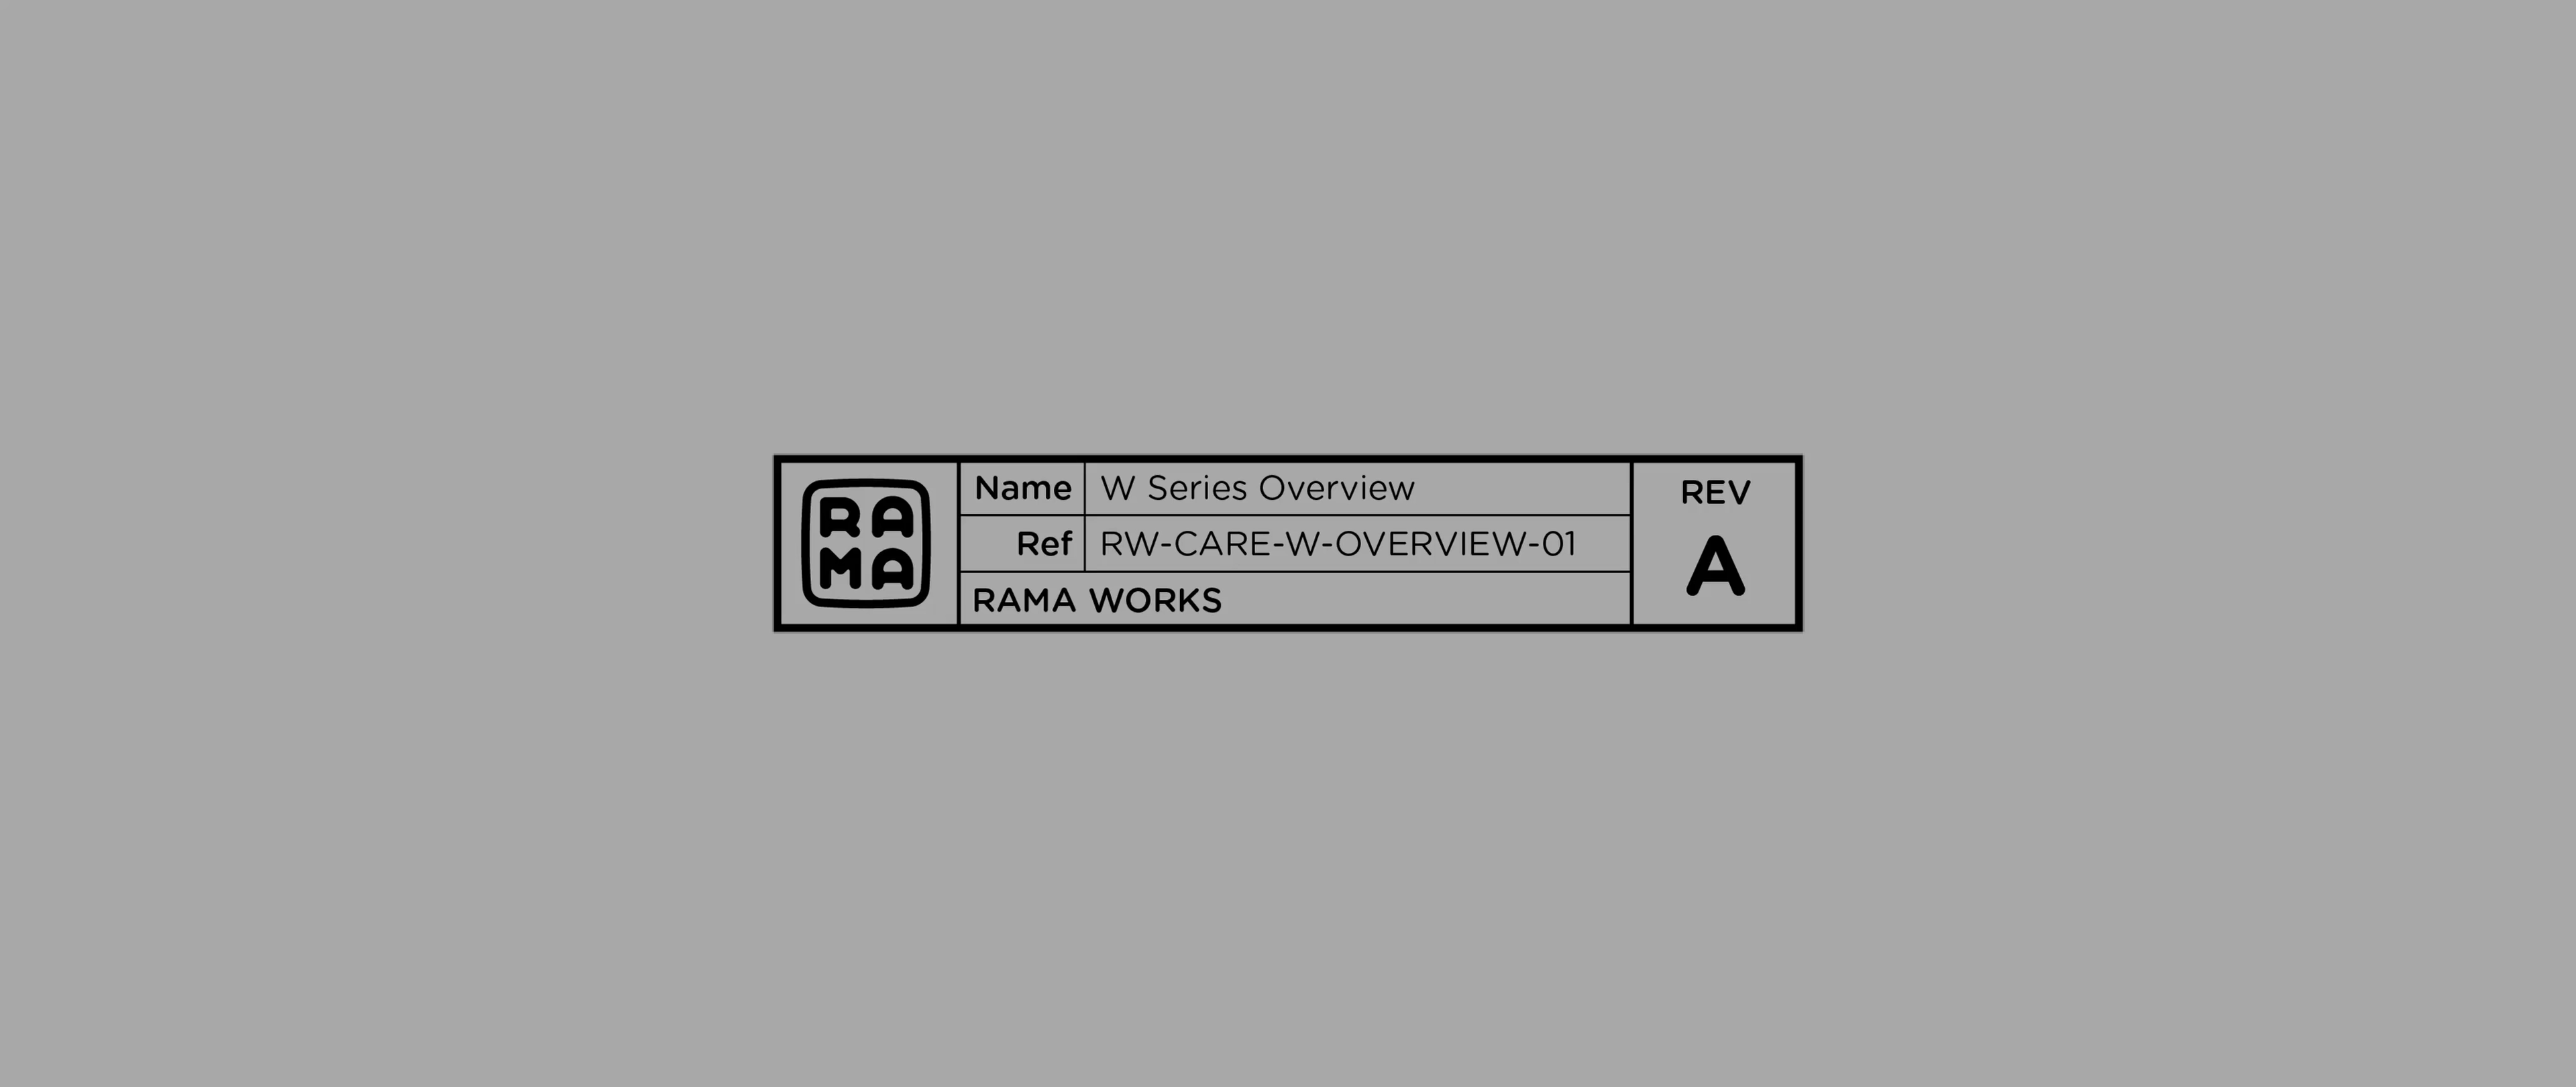 RA
MA
Name W Series Overview
Ref RW-CARE-W-OVERVIEW-01
RAMA WORKS
REV
A